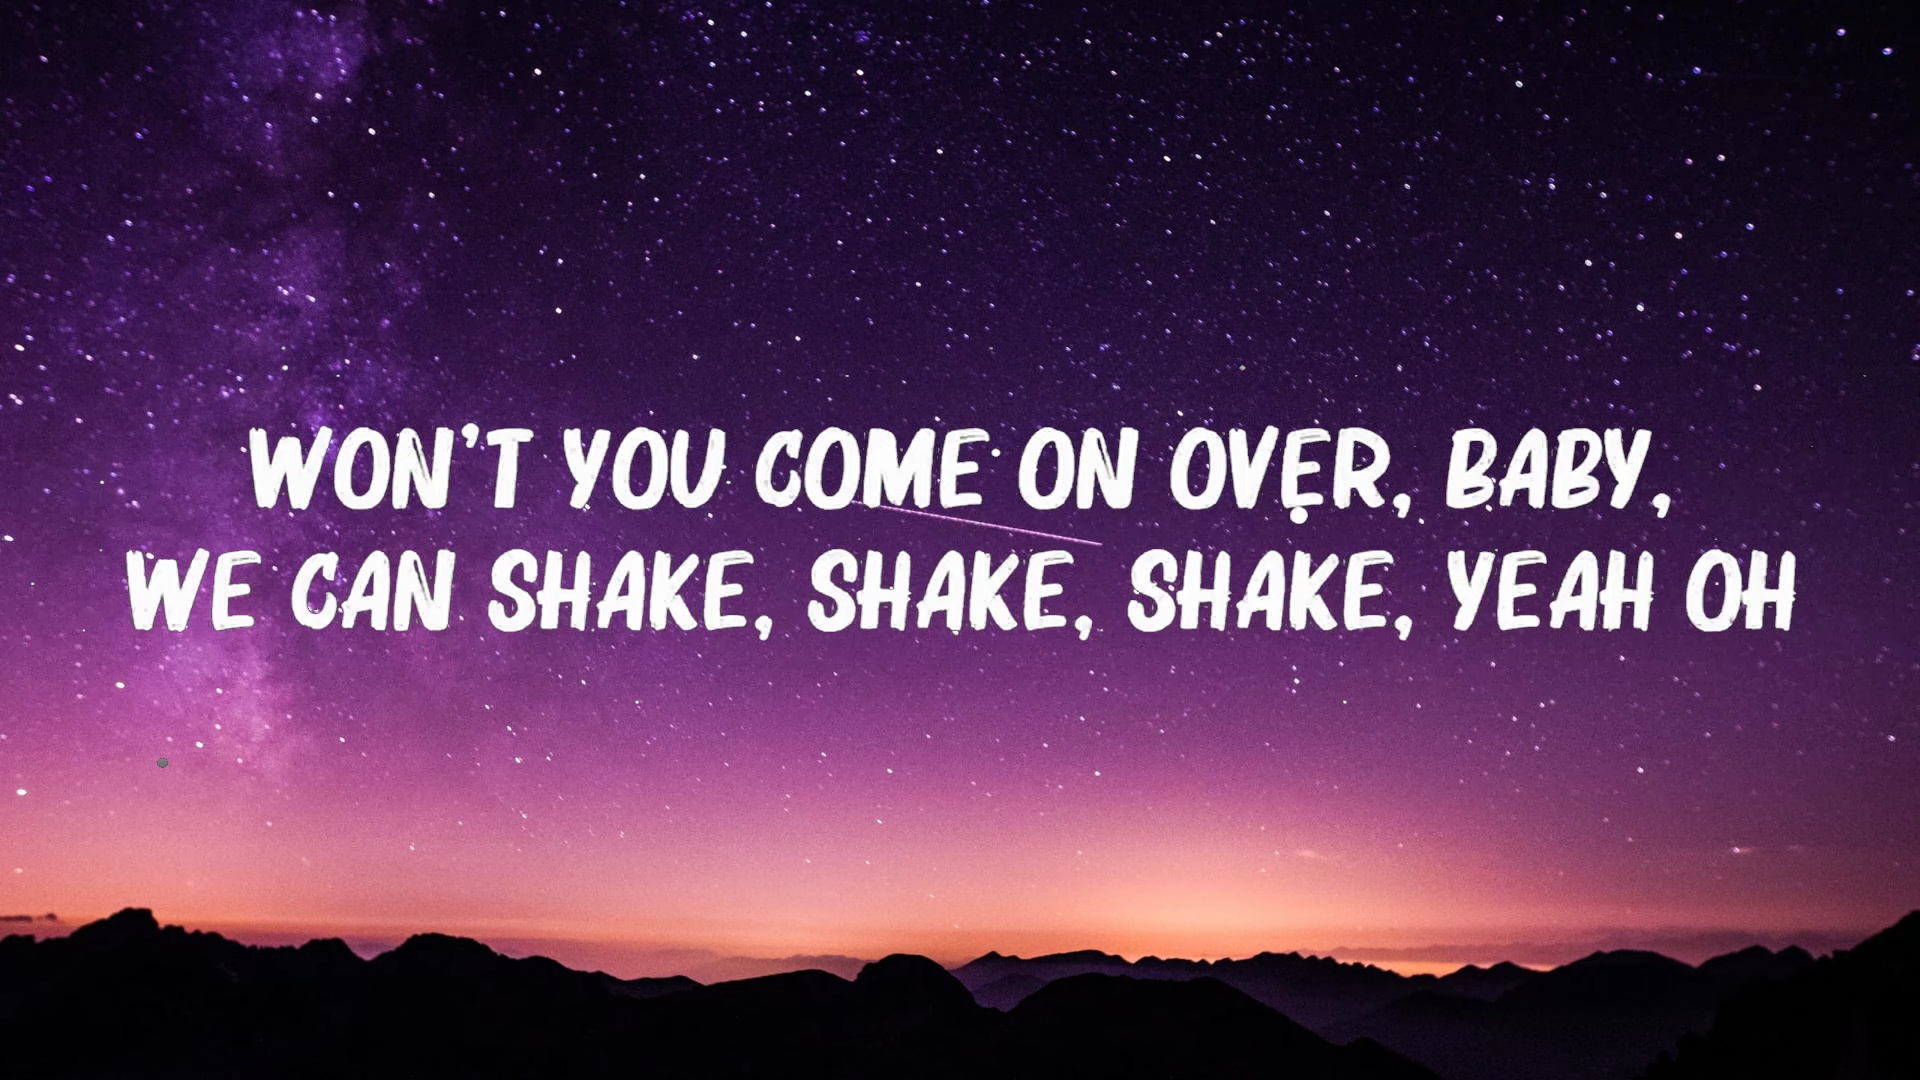 WON'T YOU COME ON OVER, BABY,
WE CAN SHAKE, SHAKE, SHAKE, YEAH OH